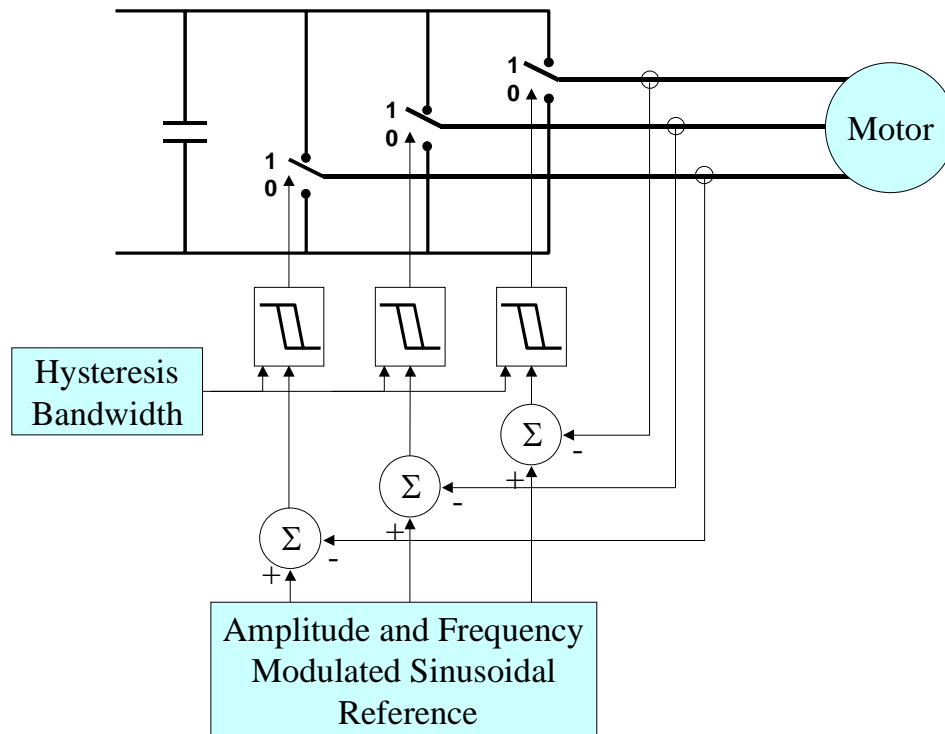 1
0
Motor
1
0
1
0
Hysteresis
Bandwidth
Σ
-
+
Σ
-
+
Σ
-
+
Amplitude and Frequency
Modulated Sinusoidal
Reference